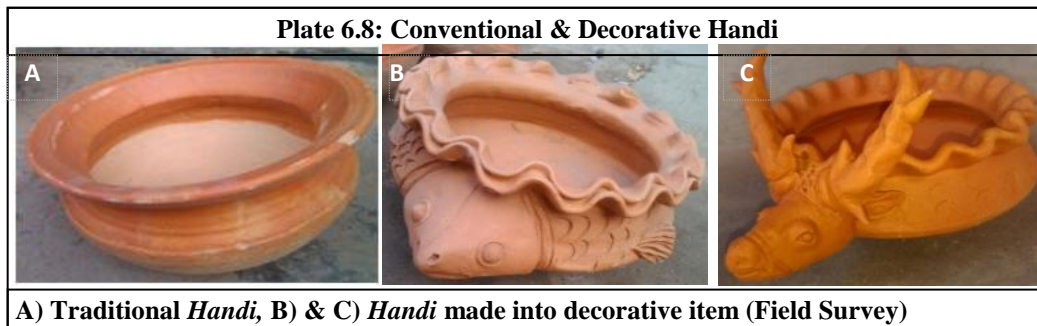 Plate 6.8: Conventional & Decorative Handi
A B C
A) Traditional Handi, B) & C) Handi made into decorative item (Field Survey)